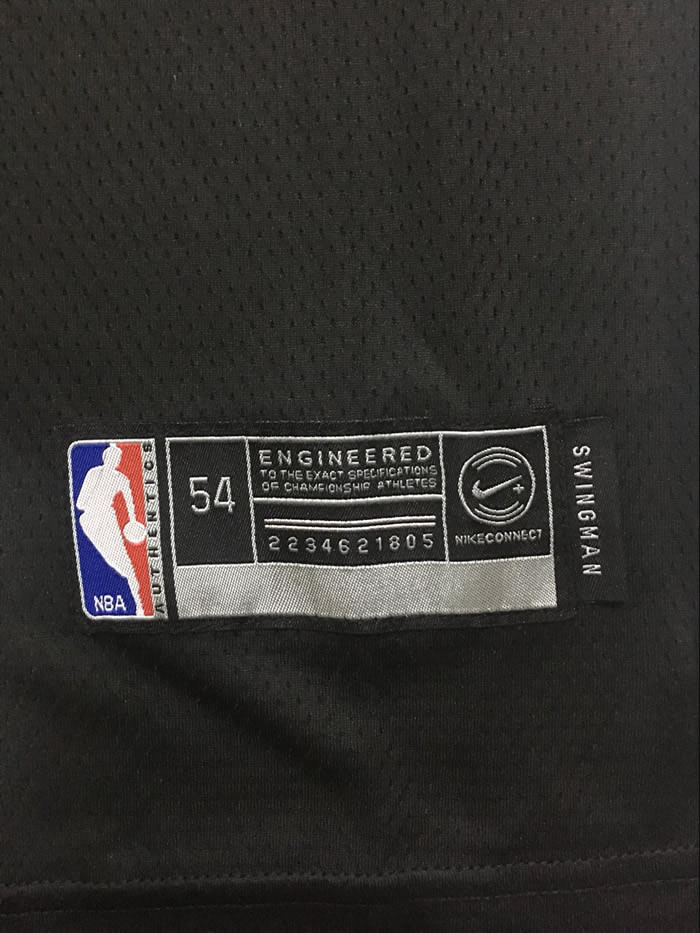 NBA
AUTHENTICS
54
ENGINEERED
TO THE EXACT SPECIFICATIONS
OF CHAMPIONSHIP ATHLETES
2234621805
NIKECONNECT
SWINGMAN